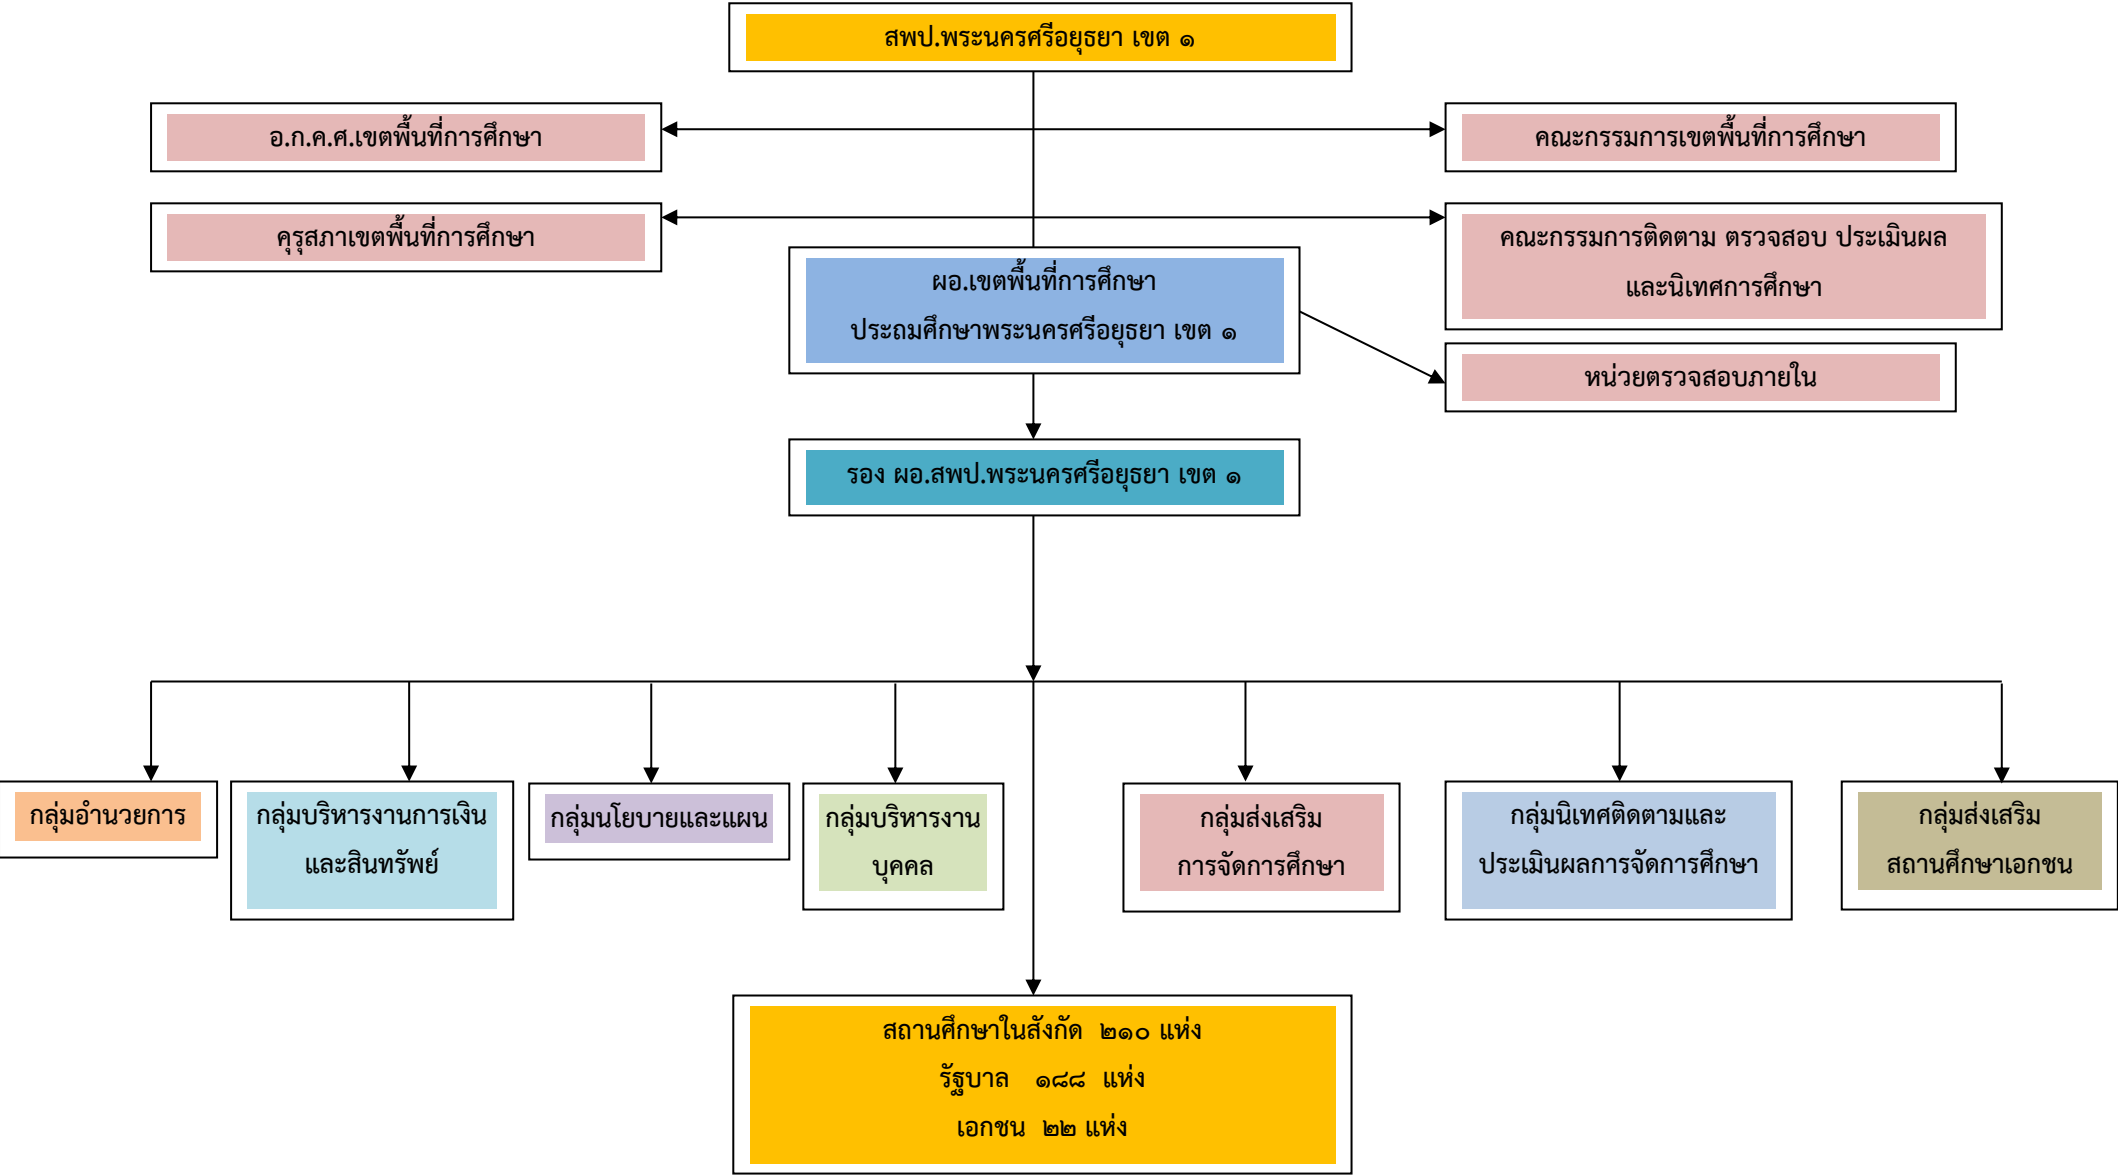 สพป.พระนครศรีอยุธยา เขต ๑
อ.ก.ค.ศ.เขตพื้นที่การศึกษา
คณะกรรมการเขตพื้นที่การศึกษา
คุรุสภาเขตพื้นที่การศึกษา
คณะกรรมการติดตาม ตรวจสอบ ประเมินผล
และนิเทศการศึกษา
ผอ.เขตพื้นที่การศึกษา
ประถมศึกษาพระนครศรีอยุธยา เขต ๑
หน่วยตรวจสอบภายใน
รอง ผอ.สพป.พระนครศรีอยุธยา เขต ๑
กลุ่มอำนวยการ
กลุ่มบริหารงานการเงิน
และสินทรัพย์
กลุ่มนโยบายและแผน
กลุ่มบริหารงาน
บุคคล
กลุ่มส่งเสริม
การจัดการศึกษา
กลุ่มนิเทศติดตามและ
ประเมินผลการจัดการศึกษา
กลุ่มส่งเสริม
สถานศึกษาเอกชน
สถานศึกษาในสังกัด ๒๑๐ แห่ง
รัฐบาล ๑๘๘ แห่ง
เอกชน ๒๒ แห่ง